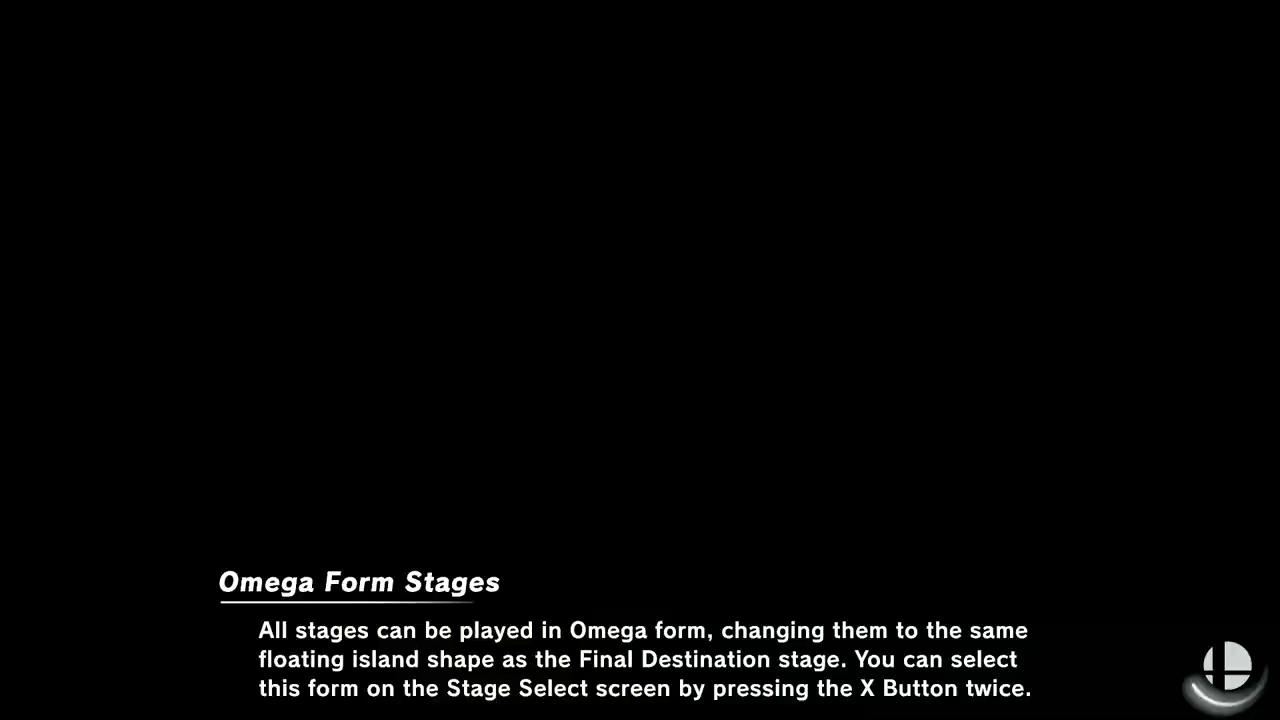 Omega Form Stages
All stages can be played in Omega form, changing them to the same
floating island shape as the Final Destination stage. You can select
this form on the Stage Select screen by pressing the X Button twice.